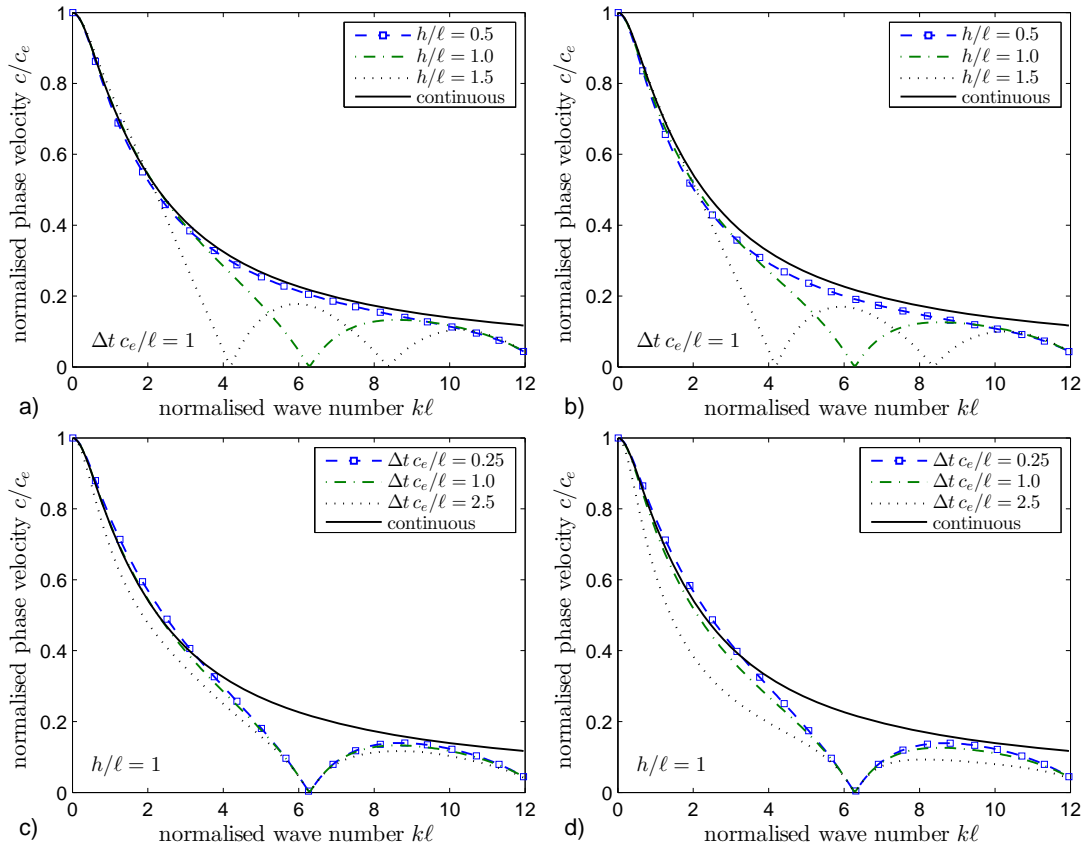 normalised phase velocity c/c_e
1
0.8
0.6
0.4
0.2
0
h/ℓ = 0.5
h/ℓ = 1.0
h/ℓ = 1.5
continuous
Δt c_e/ℓ = 1
0 2 4 6 8 10 12
a) normalised wave number kℓ
normalised phase velocity c/c_e
1
0.8
0.6
0.4
0.2
0
h/ℓ = 0.5
h/ℓ = 1.0
h/ℓ = 1.5
continuous
Δt c_e/ℓ = 1
0 2 4 6 8 10 12
b) normalised wave number kℓ
normalised phase velocity c/c_e
1
0.8
0.6
0.4
0.2
0
Δt c_e/ℓ = 0.25
Δt c_e/ℓ = 1.0
Δt c_e/ℓ = 2.5
continuous
h/ℓ = 1
0 2 4 6 8 10 12
c) normalised wave number kℓ
normalised phase velocity c/c_e
1
0.8
0.6
0.4
0.2
0
Δt c_e/ℓ = 0.25
Δt c_e/ℓ = 1.0
Δt c_e/ℓ = 2.5
continuous
h/ℓ = 1
0 2 4 6 8 10 12
d) normalised wave number kℓ